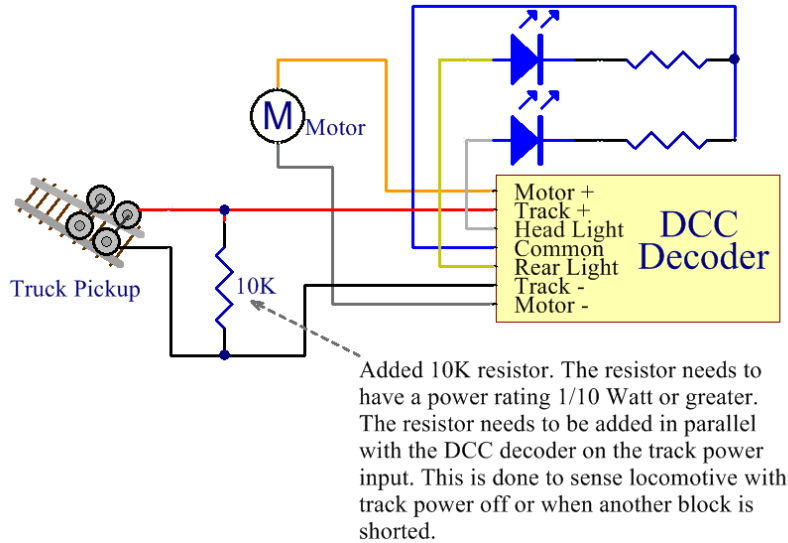 M
Motor
Motor +
Track +
Head Light
Common
Rear Light
Track -
Motor -
DCC
Decoder
Truck Pickup
10K
Added 10K resistor. The resistor needs to
have a power rating 1/10 Watt or greater.
The resistor needs to be added in parallel
with the DCC decoder on the track power
input. This is done to sense locomotive with
track power off or when another block is
shorted.